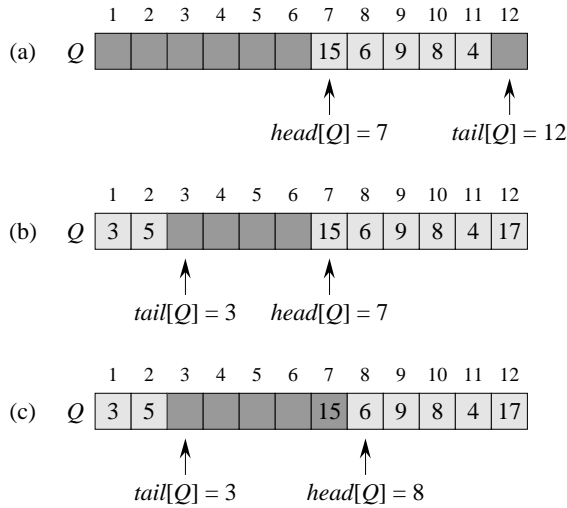 1 2 3 4 5 6 7 8 9 10 11 12
(a) Q 15 6 9 8 4
head[Q] = 7 tail[Q] = 12
1 2 3 4 5 6 7 8 9 10 11 12
(b) Q 3 5 15 6 9 8 4 17
tail[Q] = 3 head[Q] = 7
1 2 3 4 5 6 7 8 9 10 11 12
(c) Q 3 5 15 6 9 8 4 17
tail[Q] = 3 head[Q] = 8